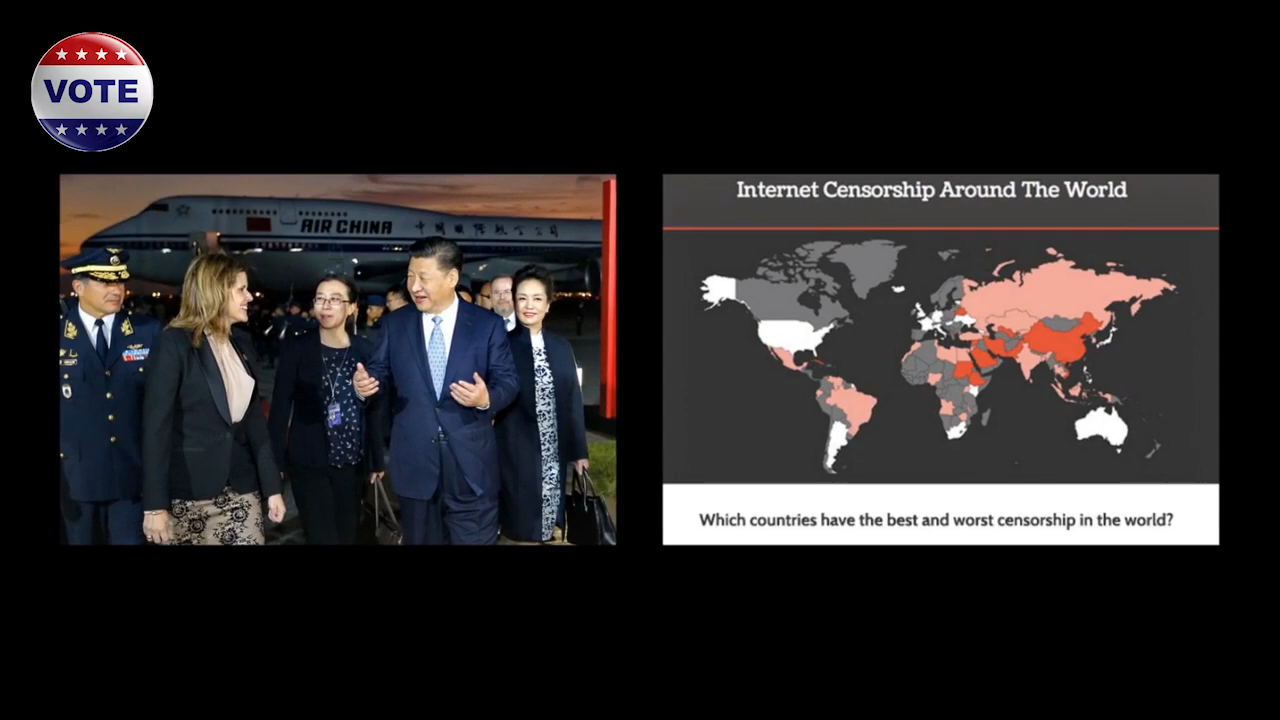 VOTE
AIR CHINA 中国国际航空公司
Internet Censorship Around The World
Which countries have the best and worst censorship in the world?